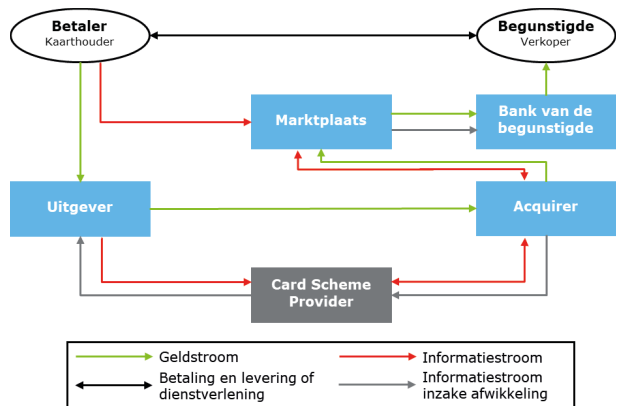 Betaler
Kaarthouder
Begunstigde
Verkoper
Marktplaats
Bank van de
begunstigde
Uitgever
Acquirer
Card Scheme
Provider
Geldstroom
Informatiestroom
Betaling en levering of
dienstverlening
Informatiestroom
inzake afwikkeling